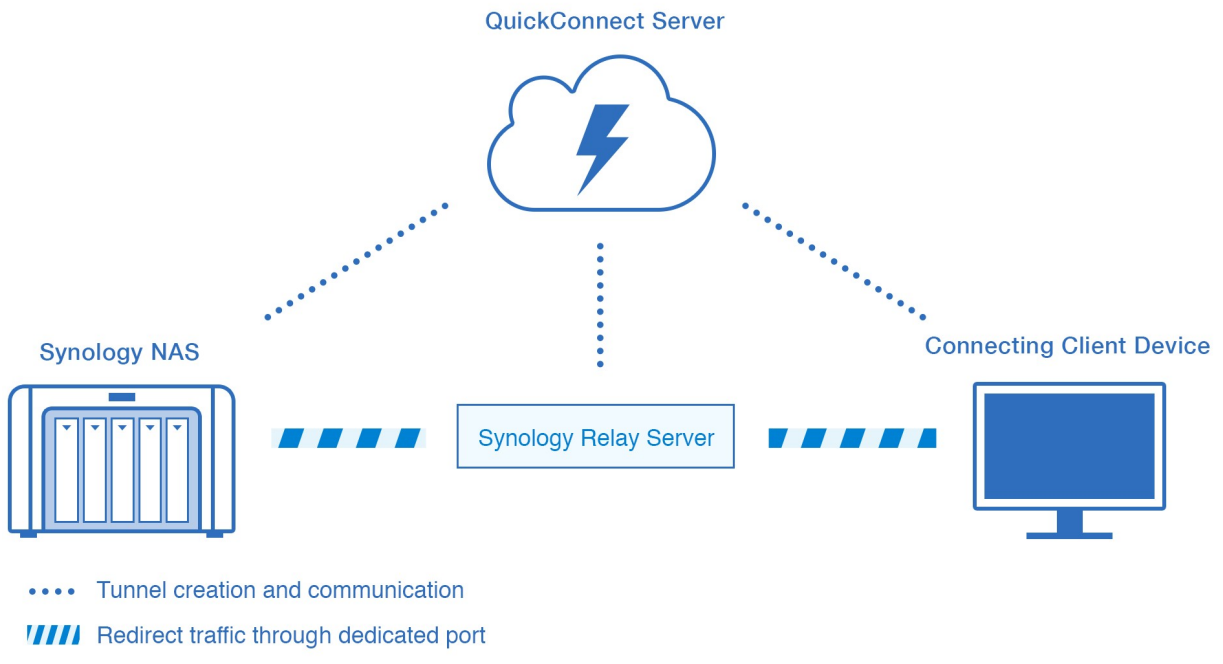 QuickConnect Server
Synology NAS
Connecting Client Device
Synology Relay Server
Tunnel creation and communication
Redirect traffic through dedicated port